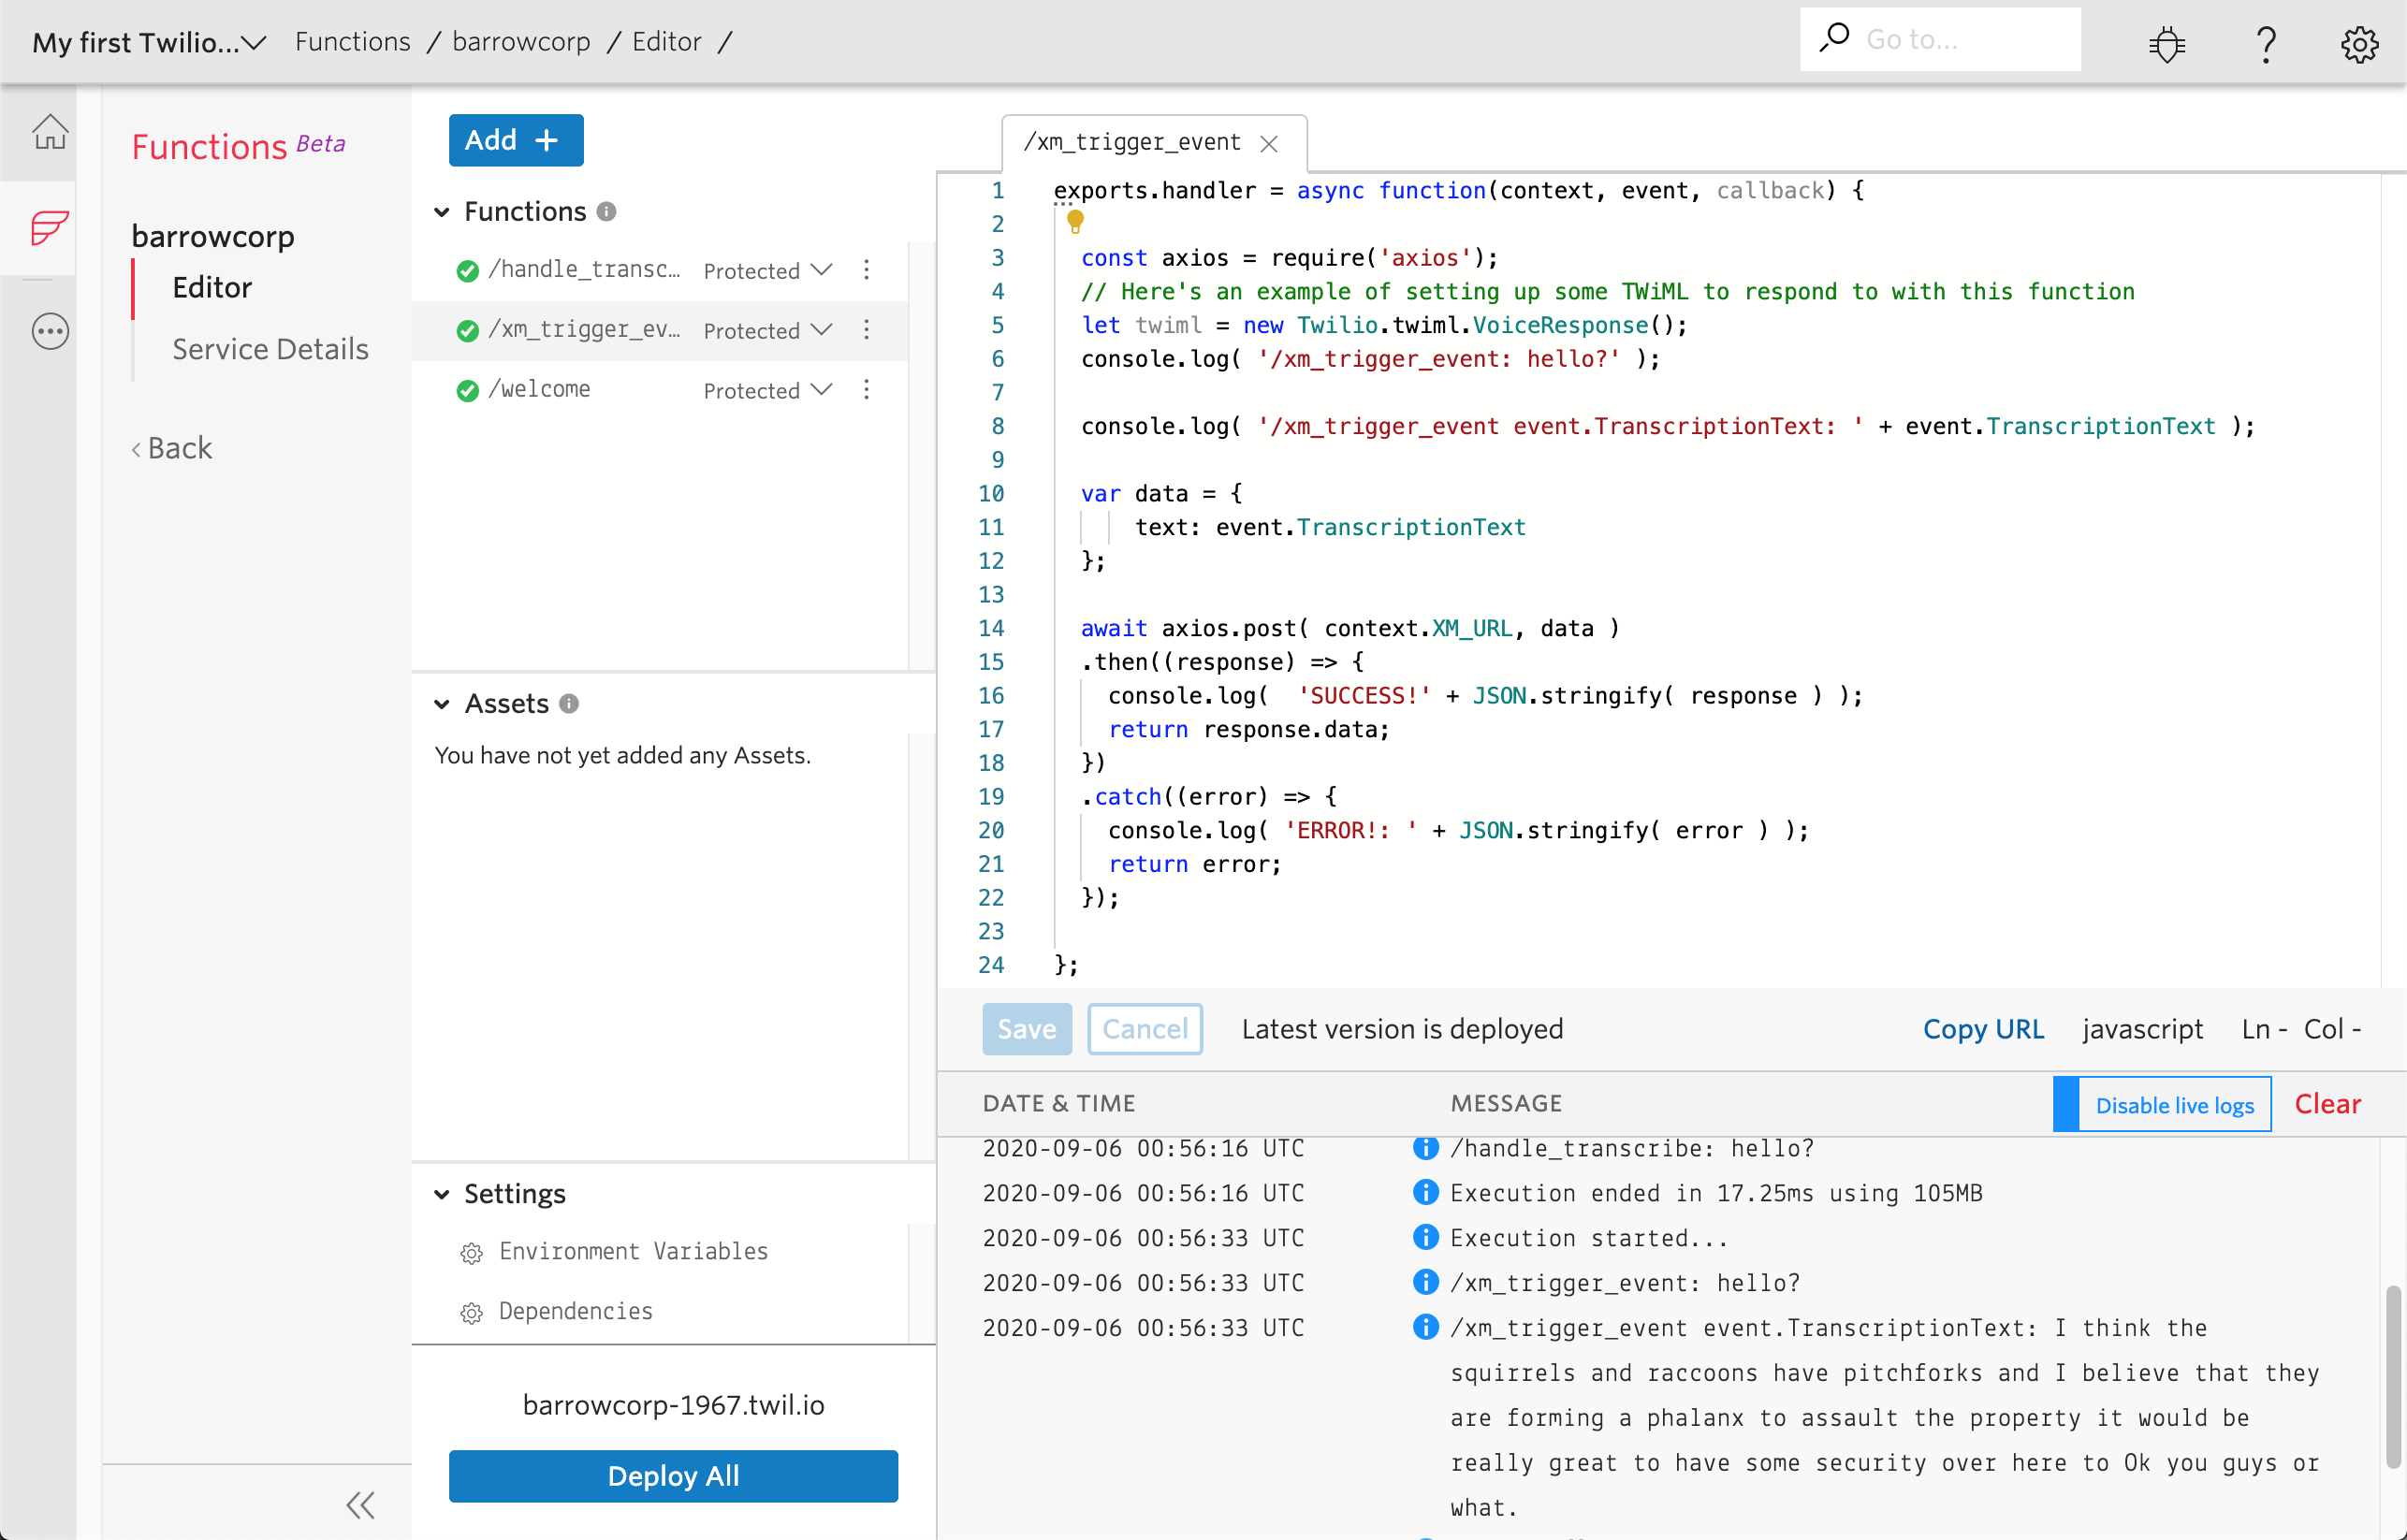 My first Twilio... Functions / barrowcorp / Editor /
Go to...
Functions Beta
barrowcorp
Editor
Service Details
Back
Add +
Functions
/handle_transc... Protected
/xm_trigger_ev... Protected
/welcome Protected
Assets
You have not yet added any Assets.
Settings
Environment Variables
Dependencies
barrowcorp-1967.twil.io
Deploy All
/xm_trigger_event
1 exports.handler = async function(context, event, callback) {
2
3 const axios = require('axios');
4 // Here's an example of setting up some TWiML to respond to with this function
5 let twiml = new Twilio.twiml.VoiceResponse();
6 console.log( '/xm_trigger_event: hello?' );
7
8 console.log( '/xm_trigger_event event.TranscriptionText: ' + event.TranscriptionText );
9
10 var data = {
11 text: event.TranscriptionText
12 };
13
14 await axios.post( context.XM_URL, data )
15 .then((response) => {
16 console.log(  'SUCCESS!' + JSON.stringify( response ) );
17 return response.data;
18 })
19 .catch((error) => {
20 console.log( 'ERROR!: ' + JSON.stringify( error ) );
21 return error;
22 });
23
24 };
Save Cancel Latest version is deployed Copy URL javascript Ln - Col -
DATE & TIME MESSAGE Disable live logs Clear
2020-09-06 00:56:16 UTC /handle_transcribe: hello?
2020-09-06 00:56:16 UTC Execution ended in 17.25ms using 105MB
2020-09-06 00:56:33 UTC Execution started...
2020-09-06 00:56:33 UTC /xm_trigger_event: hello?
2020-09-06 00:56:33 UTC /xm_trigger_event event.TranscriptionText: I think the
squirrels and raccoons have pitchforks and I believe that they
are forming a phalanx to assault the property it would be
really great to have some security over here to Ok you guys or
what.